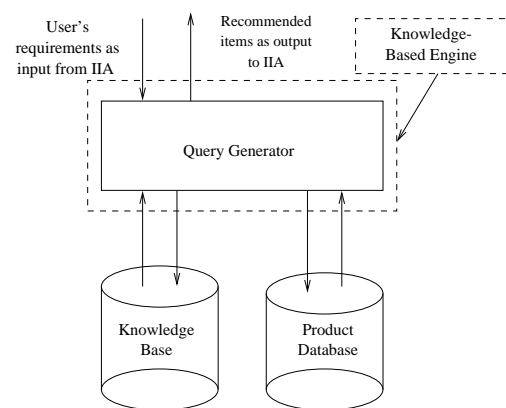 User's
requirements as
input from IIA
Recommended
items as output
to IIA
Knowledge-
Based Engine
Query Generator
Knowledge
Base
Product
Database